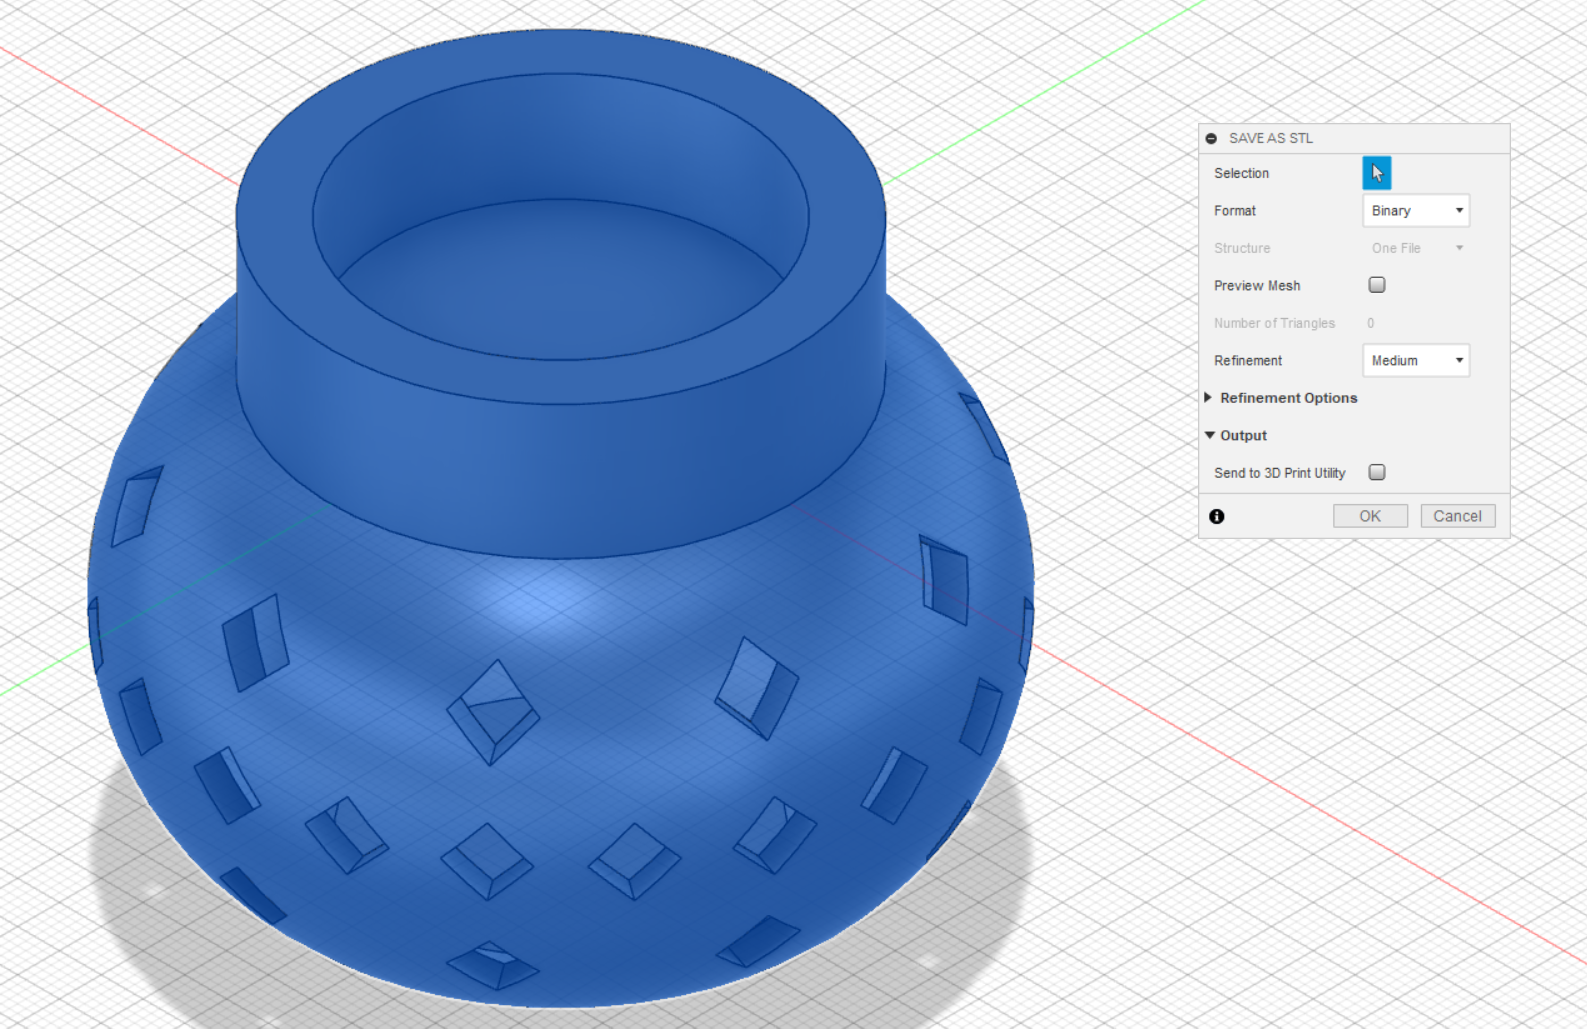 SAVE AS STL
Selection
Format Binary
Structure One File
Preview Mesh
Number of Triangles 0
Refinement Medium
Refinement Options
Output
Send to 3D Print Utility
OK Cancel